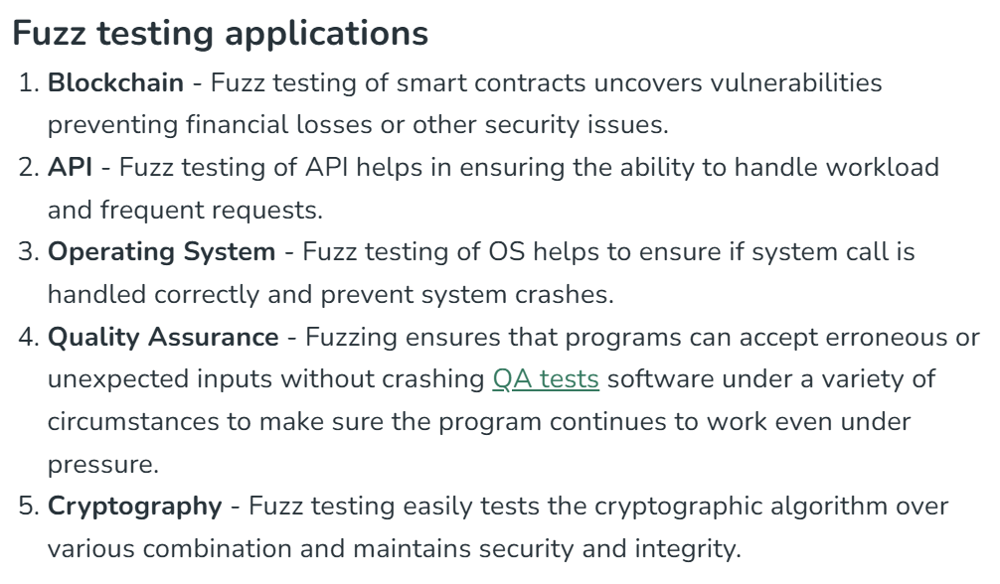 Fuzz testing applications
1. Blockchain - Fuzz testing of smart contracts uncovers vulnerabilities
preventing financial losses or other security issues.
2. API - Fuzz testing of API helps in ensuring the ability to handle workload
and frequent requests.
3. Operating System - Fuzz testing of OS helps to ensure if system call is
handled correctly and prevent system crashes.
4. Quality Assurance - Fuzzing ensures that programs can accept erroneous or
unexpected inputs without crashing QA tests software under a variety of
circumstances to make sure the program continues to work even under
pressure.
5. Cryptography - Fuzz testing easily tests the cryptographic algorithm over
various combination and maintains security and integrity.